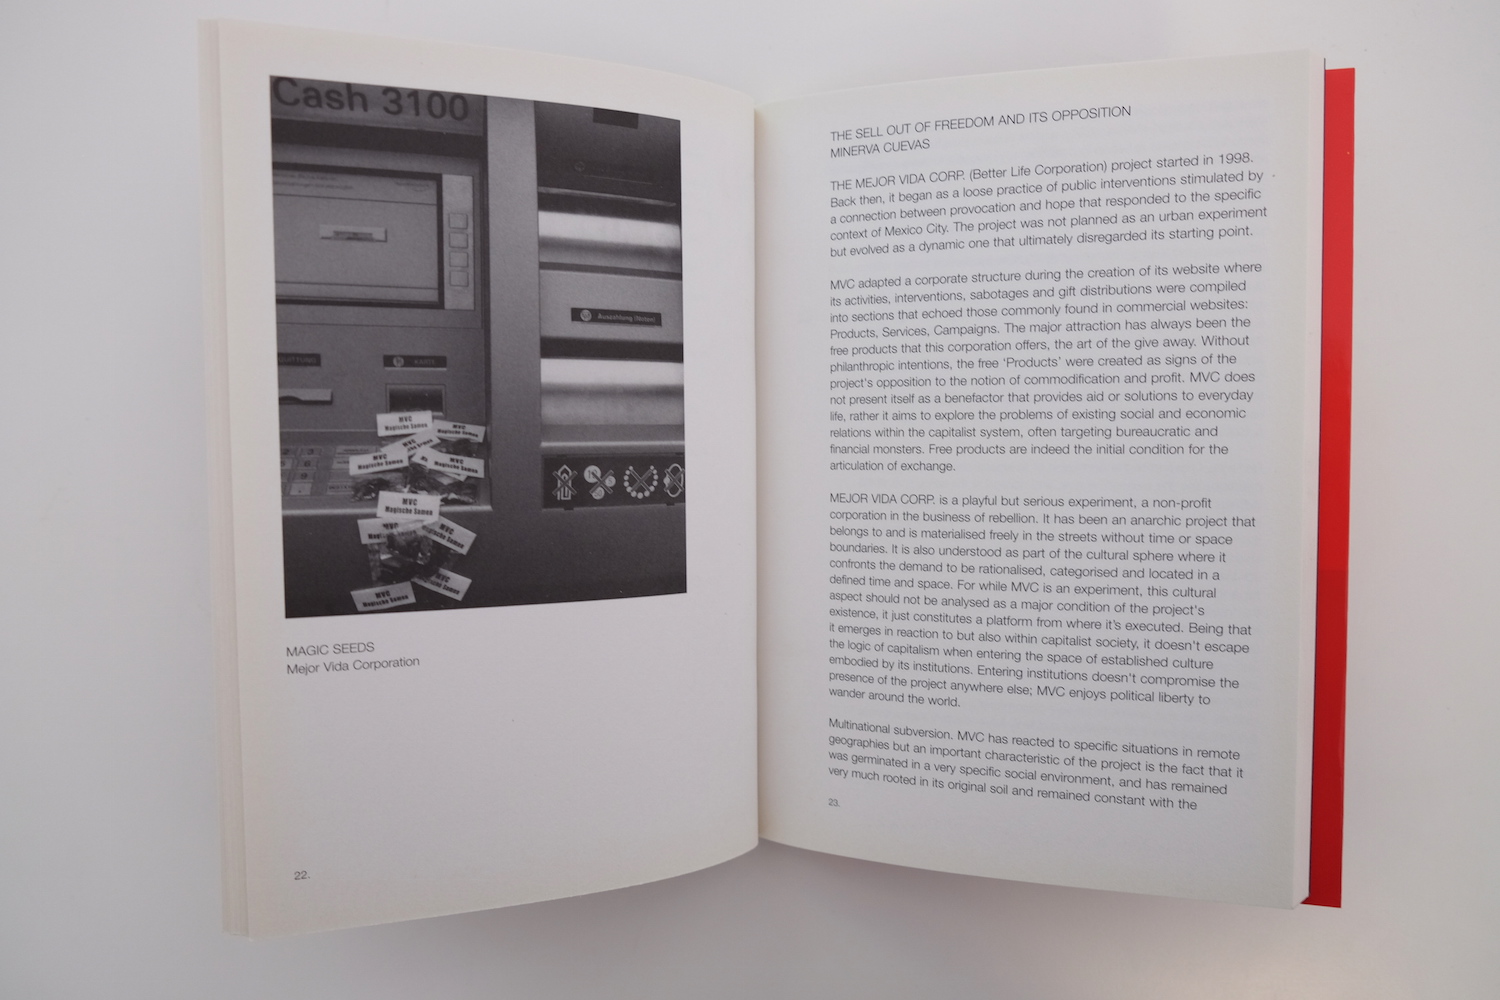 Cash 3100
Auszahlung (Noten)
QUITTUNG
KARTE
MVC
Magische Samen
MVC
Magische Samen
MVC
Magische Samen
MVC
Magische Samen
MVC
Magische Samen
MVC
Magische Samen
MAGIC SEEDS
Mejor Vida Corporation
22.
THE SELL OUT OF FREEDOM AND ITS OPPOSITION
MINERVA CUEVAS
THE MEJOR VIDA CORP. (Better Life Corporation) project started in 1998.
Back then, it began as a loose practice of public interventions stimulated by
a connection between provocation and hope that responded to the specific
context of Mexico City. The project was not planned as an urban experiment
but evolved as a dynamic one that ultimately disregarded its starting point.
MVC adapted a corporate structure during the creation of its website where
its activities, interventions, sabotages and gift distributions were compiled
into sections that echoed those commonly found in commercial websites:
Products, Services, Campaigns. The major attraction has always been the
free products that this corporation offers, the art of the give away. Without
philanthropic intentions, the free ‘Products’ were created as signs of the
project's opposition to the notion of commodification and profit. MVC does
not present itself as a benefactor that provides aid or solutions to everyday
life, rather it aims to explore the problems of existing social and economic
relations within the capitalist system, often targeting bureaucratic and
financial monsters. Free products are indeed the initial condition for the
articulation of exchange.
MEJOR VIDA CORP. is a playful but serious experiment, a non-profit
corporation in the business of rebellion. It has been an anarchic project that
belongs to and is materialised freely in the streets without time or space
boundaries. It is also understood as part of the cultural sphere where it
confronts the demand to be rationalised, categorised and located in a
defined time and space. For while MVC is an experiment, this cultural
aspect should not be analysed as a major condition of the project's
existence, it just constitutes a platform from where it's executed. Being that
it emerges in reaction to but also within capitalist society, it doesn't escape
the logic of capitalism when entering the space of established culture
embodied by its institutions. Entering institutions doesn't compromise the
presence of the project anywhere else; MVC enjoys political liberty to
wander around the world.
Multinational subversion. MVC has reacted to specific situations in remote
geographies but an important characteristic of the project is the fact that it
was germinated in a very specific social environment, and has remained
very much rooted in its original soil and remained constant with the
23.